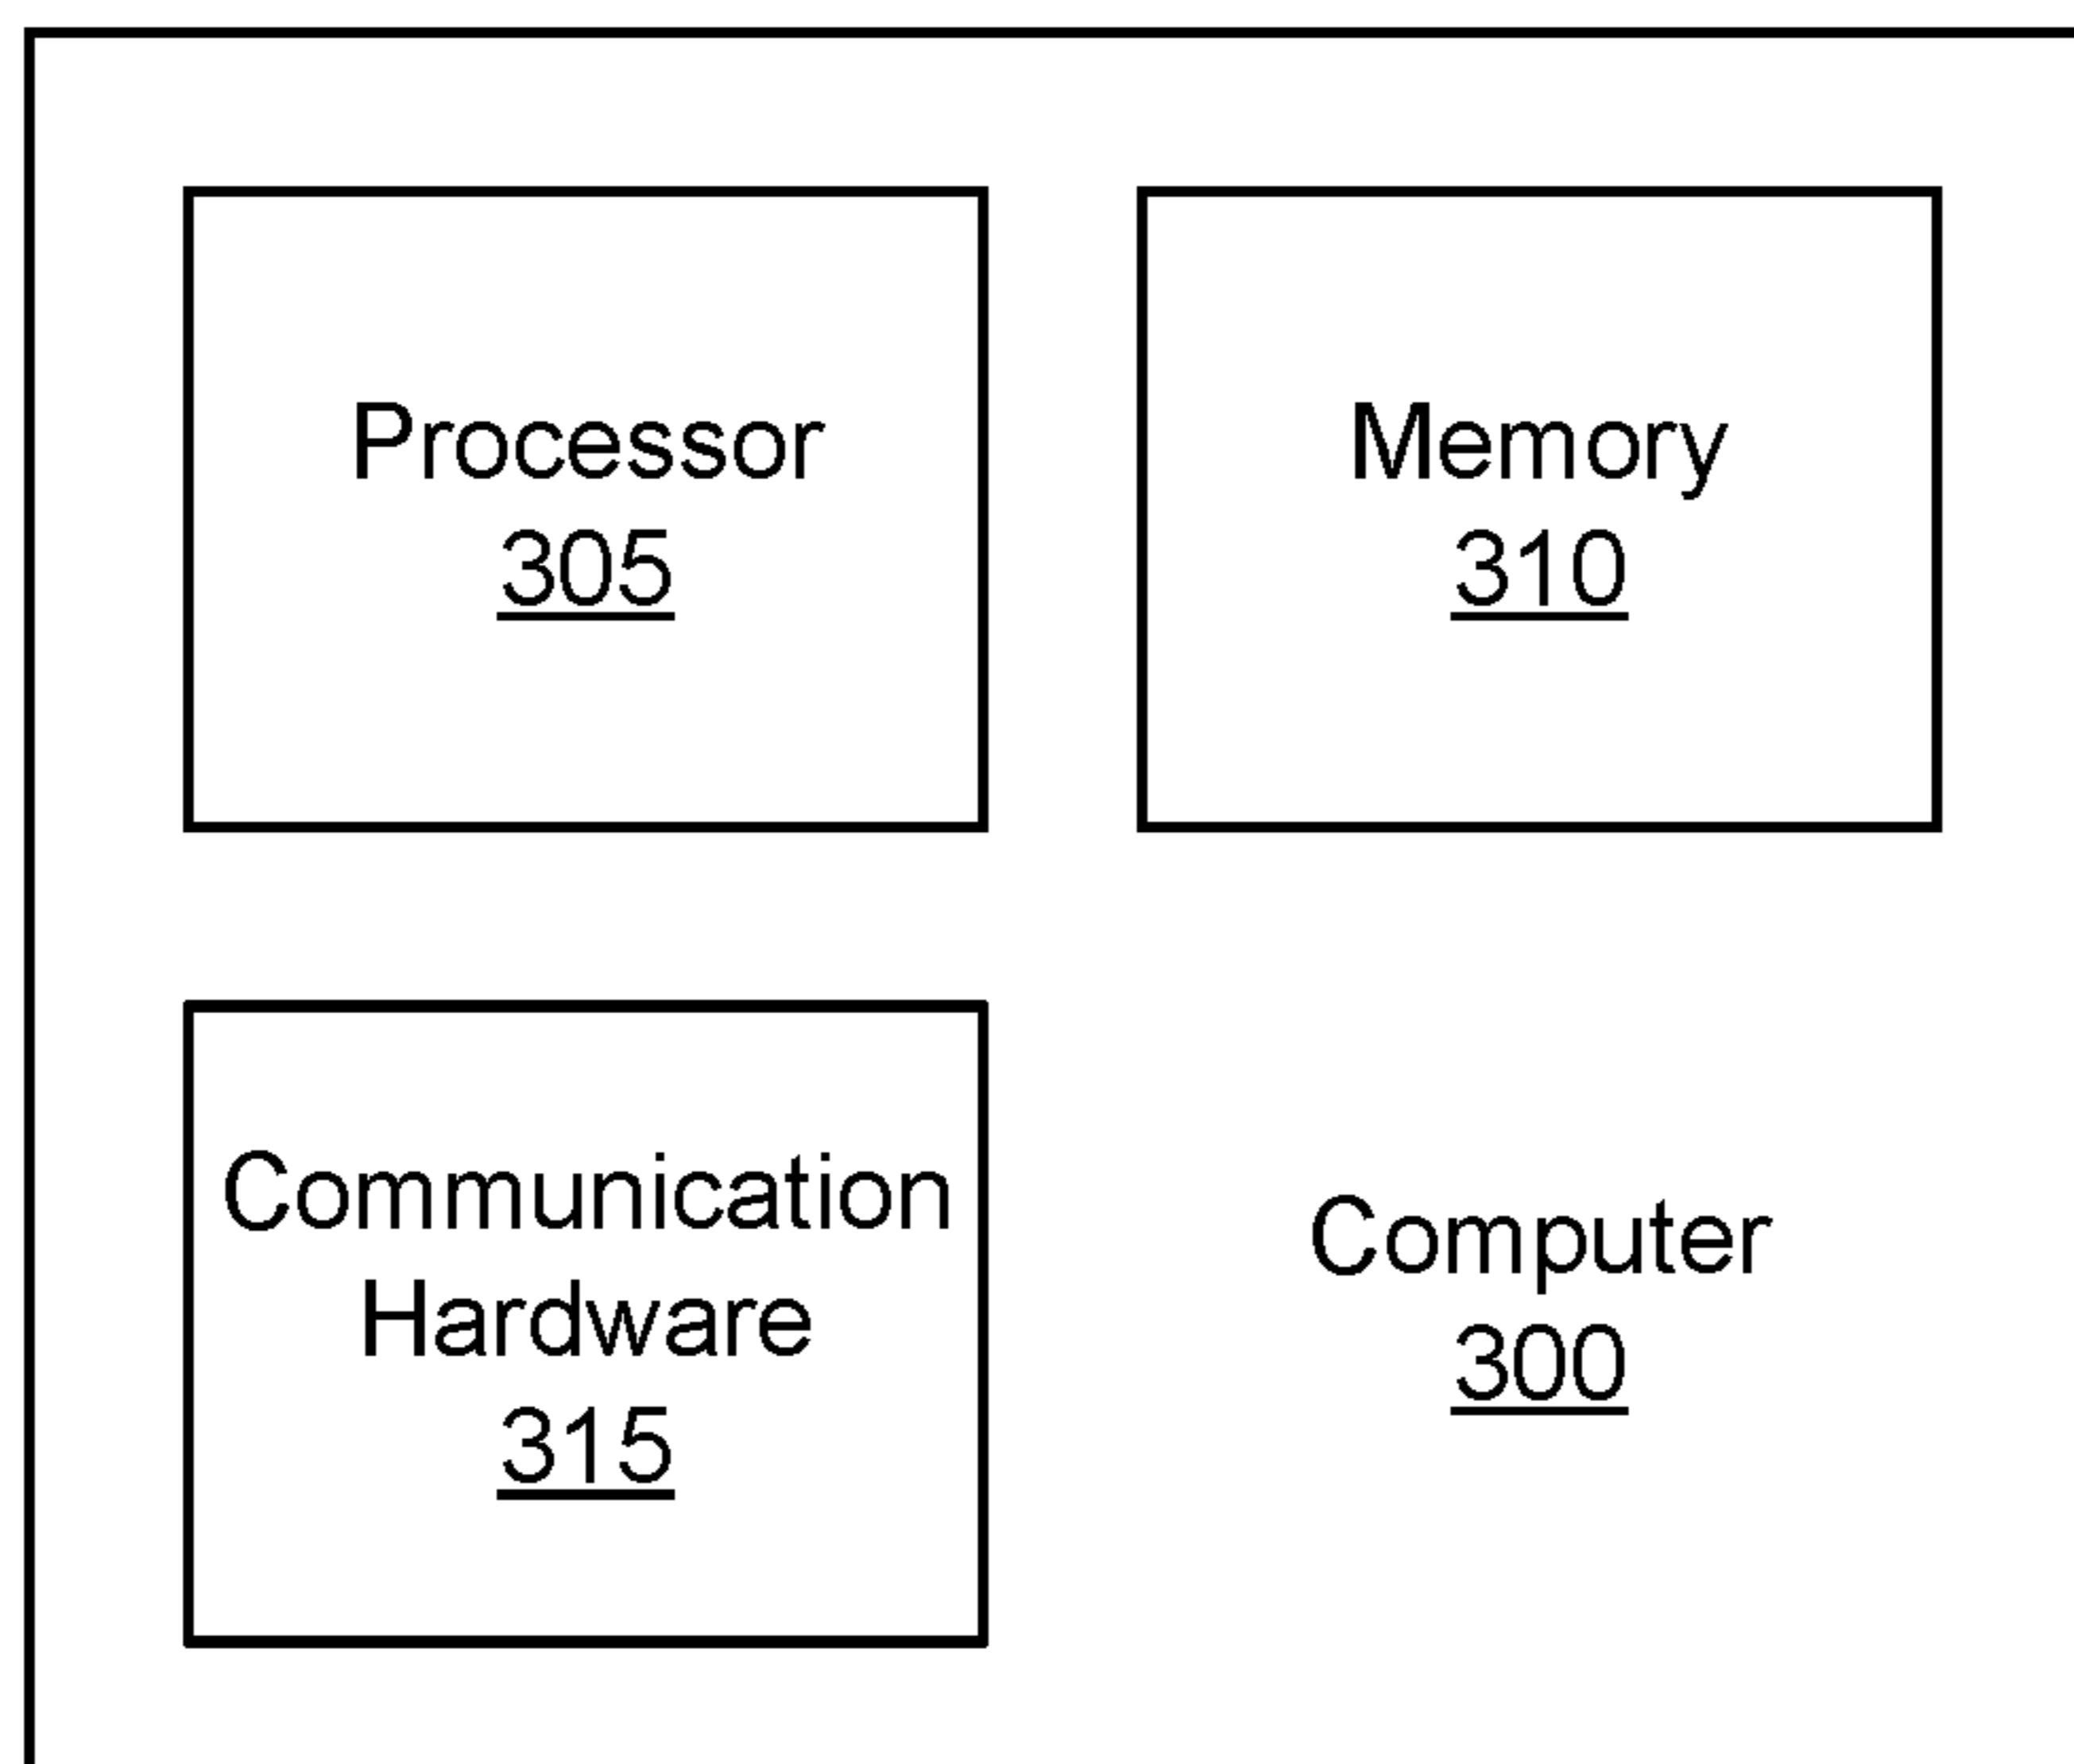 Processor
305
Memory
310
Communication
Hardware
315
Computer
300